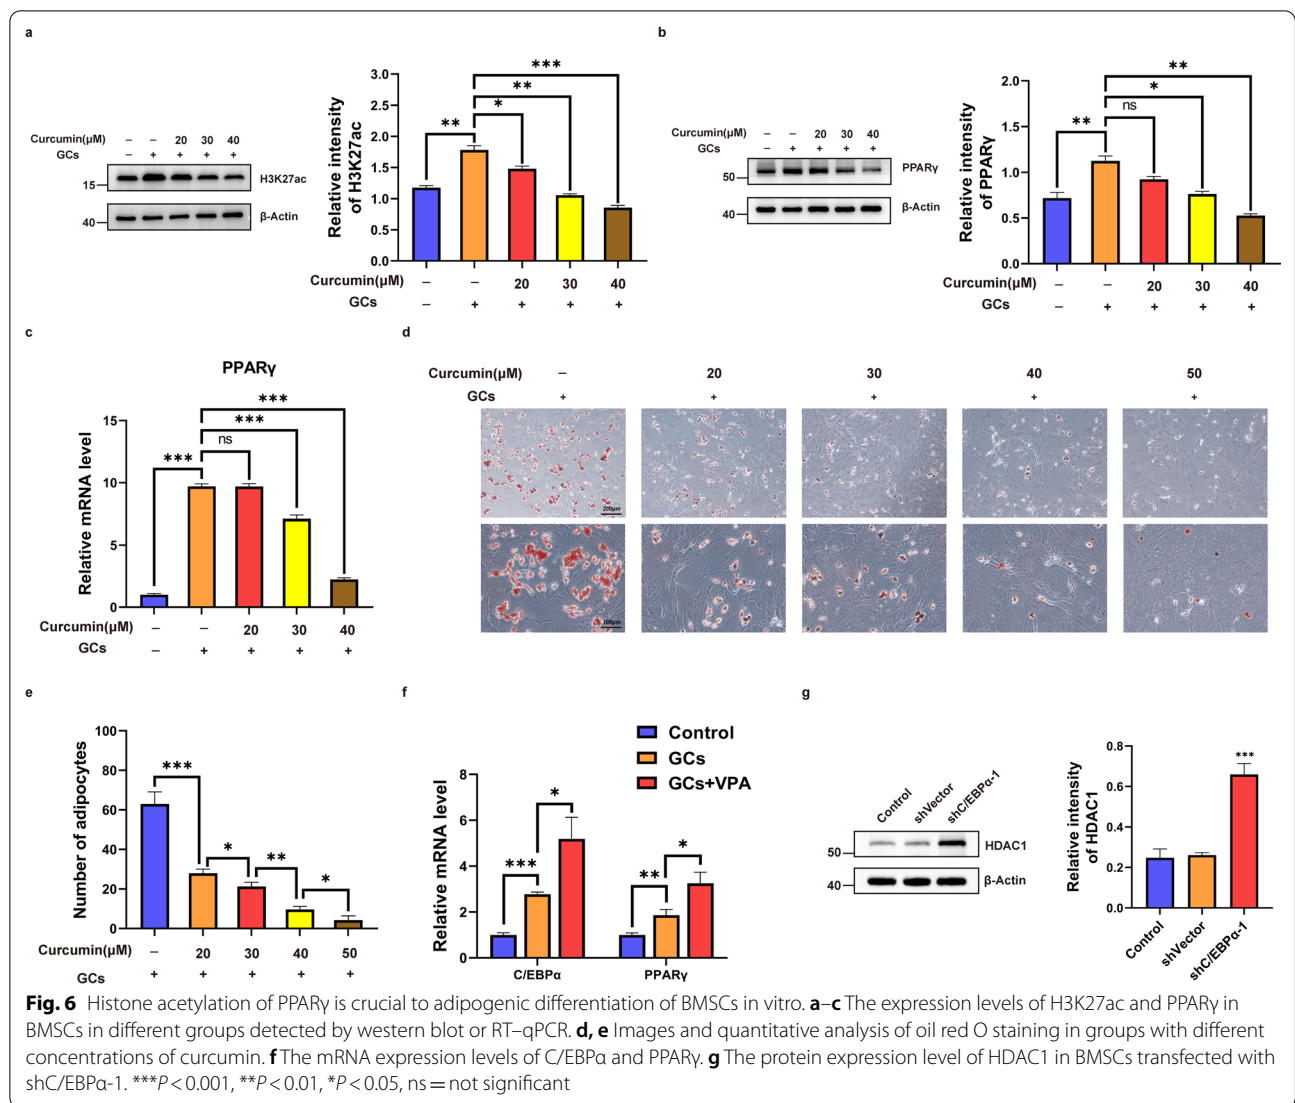 a
Curcumin(μM) – – 20 30 40
GCs – + + + +
H3K27ac
15
β-Actin
40
Relative intensity
of H3K27ac
3.0
2.5
2.0
1.5
1.0
0.5
0.0
***
**
*
**
Curcumin(μM) – – 20 30 40
GCs – + + + +
b
Curcumin(μM) – – 20 30 40
GCs – + + + +
PPARγ
50
β-Actin
40
Relative intensity
of PPARγ
2.0
1.5
1.0
0.5
0.0
**
*
ns
**
Curcumin(μM) 20 30 40
GCs – + + + +
c
PPARγ
Relative mRNA level
15
10
5
0
***
***
ns
***
Curcumin(μM) – – 20 30 40
GCs – + + + +
d
Curcumin(μM) – 20 30 40 50
GCs + + + + +
200μm
100μm
e
Number of adipocytes
100
80
60
40
20
0
***
*
**
*
Curcumin(μM) – 20 30 40 50
GCs + + + + +
f
Control
GCs
GCs+VPA
Relative mRNA level
8
6
4
2
0
***
*
**
*
C/EBPα PPARγ
g
Control shVector shC/EBPα-1
HDAC1
50
β-Actin
40
Relative intensity
of HDAC1
0.8
0.6
0.4
0.2
0.0
***
Control shVector shC/EBPα-1
Fig. 6 Histone acetylation of PPARγ is crucial to adipogenic differentiation of BMSCs in vitro. a–c The expression levels of H3K27ac and PPARγ in
BMSCs in different groups detected by western blot or RT–qPCR. d, e Images and quantitative analysis of oil red O staining in groups with different
concentrations of curcumin. f The mRNA expression levels of C/EBPα and PPARγ. g The protein expression level of HDAC1 in BMSCs transfected with
shC/EBPα-1. ***P < 0.001, **P < 0.01, *P < 0.05, ns = not significant